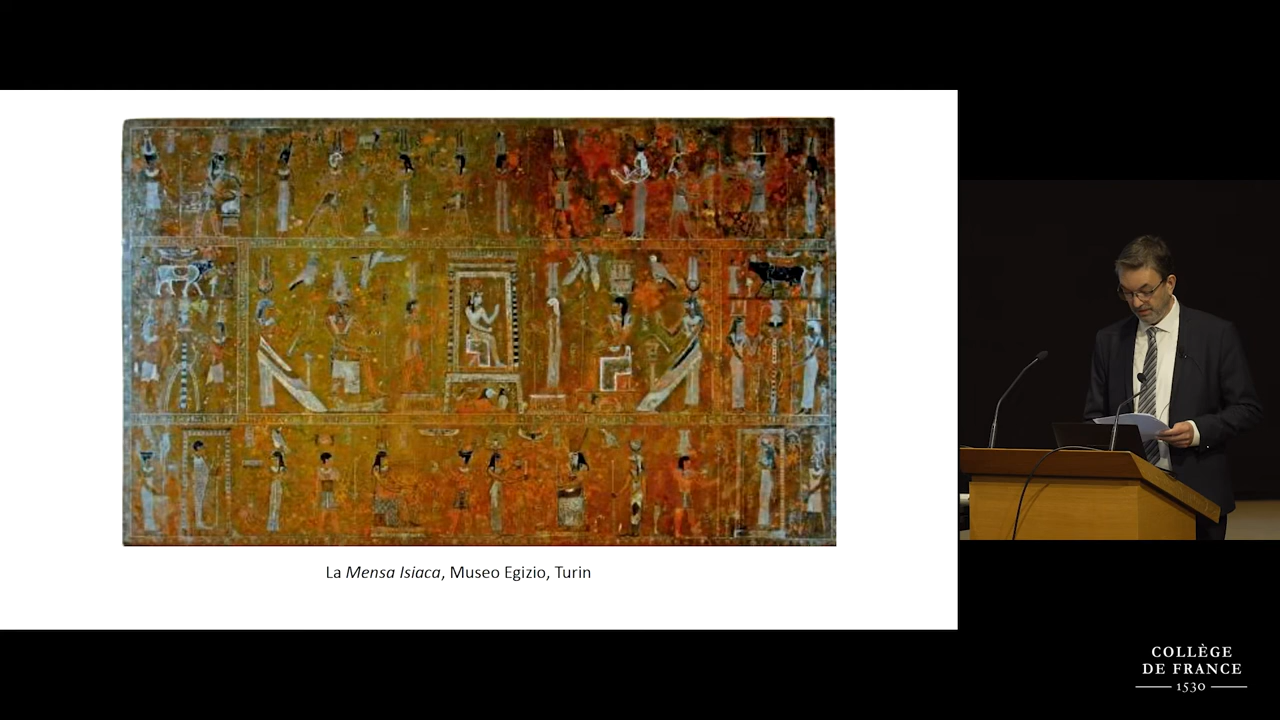 La Mensa Isiaca, Museo Egizio, Turin
COLLÈGE
DE FRANCE
1530